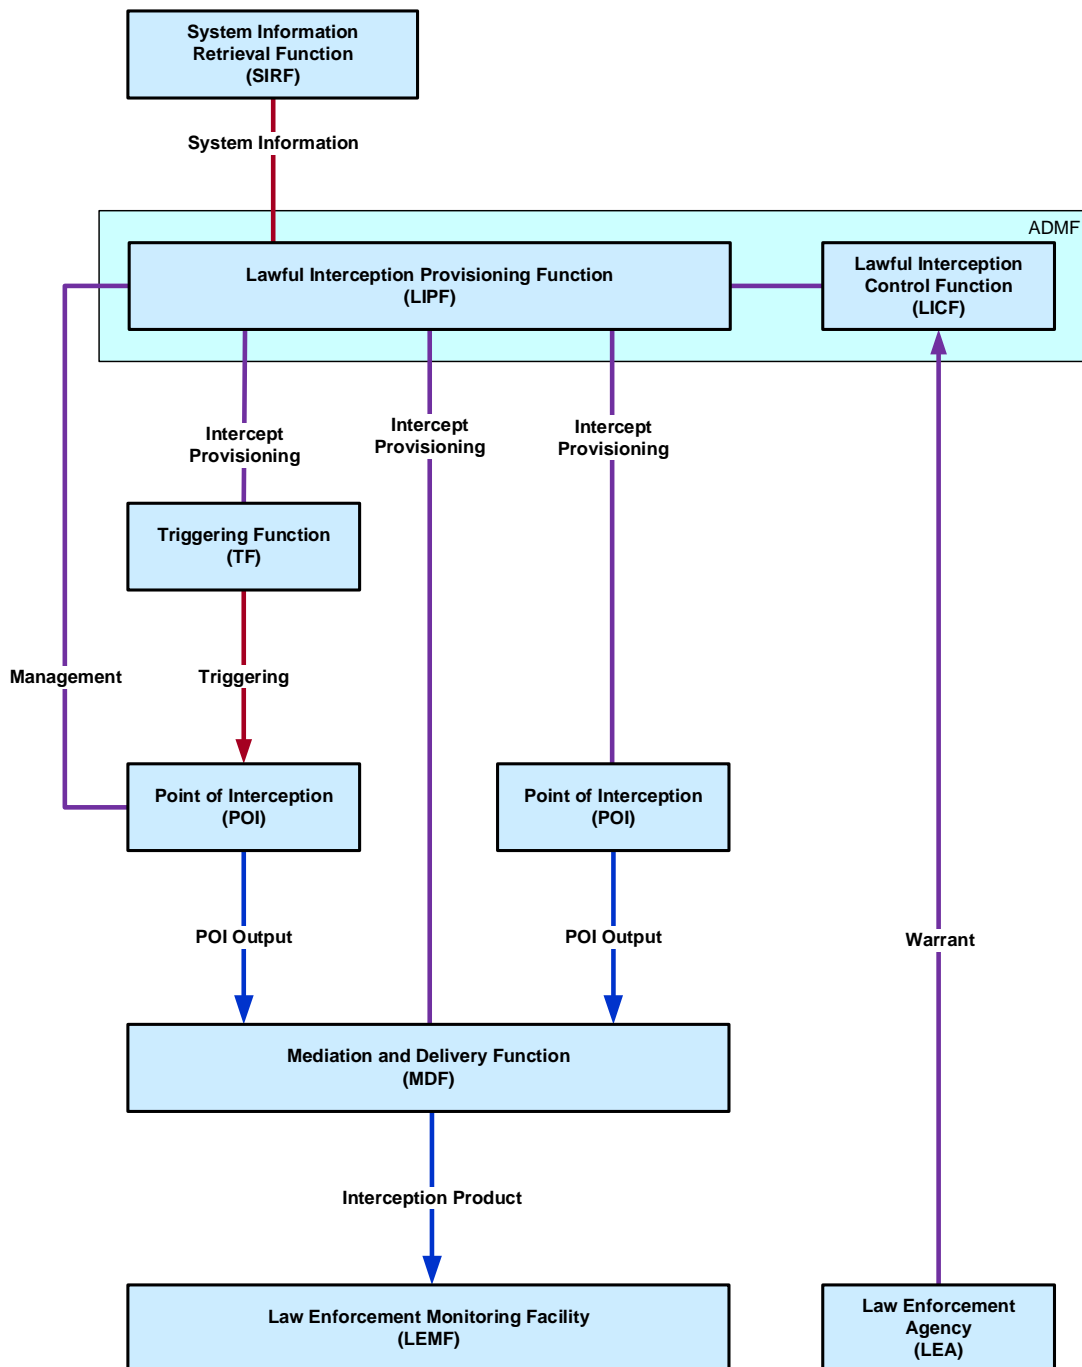 System Information
Retrieval Function
(SIRF)
System Information
ADMF
Lawful Interception Provisioning Function
(LIPF)
Lawful Interception
Control Function
(LICF)
Intercept
Provisioning
Intercept
Provisioning
Intercept
Provisioning
Triggering Function
(TF)
Management
Triggering
Point of Interception
(POI)
Point of Interception
(POI)
POI Output
POI Output
Warrant
Mediation and Delivery Function
(MDF)
Interception Product
Law Enforcement Monitoring Facility
(LEMF)
Law Enforcement
Agency
(LEA)